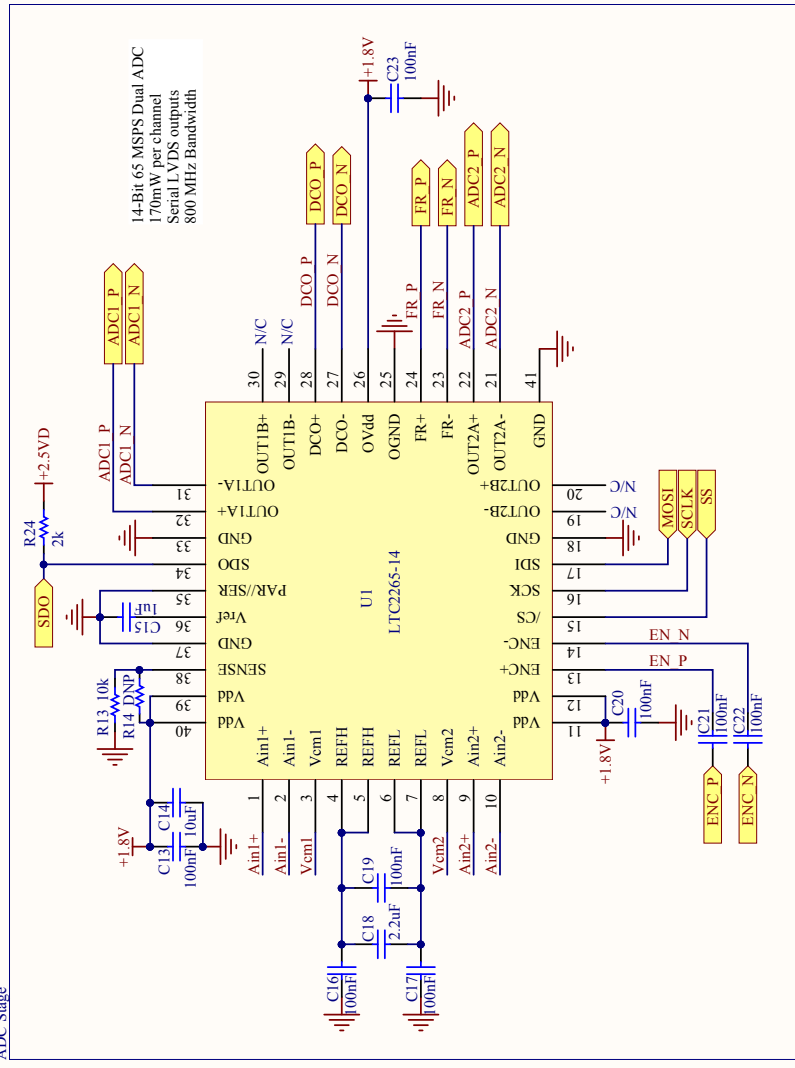 ADC Stage
14-Bit 65 MSPS Dual ADC
170mW per channel
Serial LVDS outputs
800 MHz Bandwidth
+1.8V
C23
100nF
ADC1_P
ADC1_N
ADC1_P
ADC1_N
+2.5VD
R24
2k
SDO
C15
1uF
R13 10k
R14 DNP
+1.8V
C13
100nF
C14
10uF
30 N/C
29 N/C
28 DCO_P DCO_P
27 DCO_N DCO_N
26
25
24 FR_P FR_P
23 FR_N FR_N
22 ADC2_P ADC2_P
21 ADC2_N ADC2_N
41
OUT1B+
OUT1B-
DCO+
DCO-
OVdd
OGND
FR+
FR-
OUT2A+
OUT2A-
GND
31 OUT1A-
32 OUT1A+
33 GND
34 SDO
35 PAR//SER
36 Vref
37 GND
38 SENSE
39 Vdd
40 Vdd
U1
LTC2265-14
OUT2B+ 20 N/C
OUT2B- 19 N/C
GND 18
SDI 17
SCK 16
/CS 15
ENC- 14
ENC+ 13
Vdd 12
Vdd 11
MOSI
SCLK
SS
EN_N
EN_P
C20
100nF
+1.8V
C21
100nF
C22
100nF
ENC_P
ENC_N
Ain1+ 1 Ain1+
Ain1- 2 Ain1-
Vcm1 3 Vcm1
4 REFH
5 REFH
6 REFL
7 REFL
Vcm2 8 Vcm2
Ain2+ 9 Ain2+
Ain2- 10 Ain2-
C19
100nF
C18
2.2uF
C16
100nF
C17
100nF